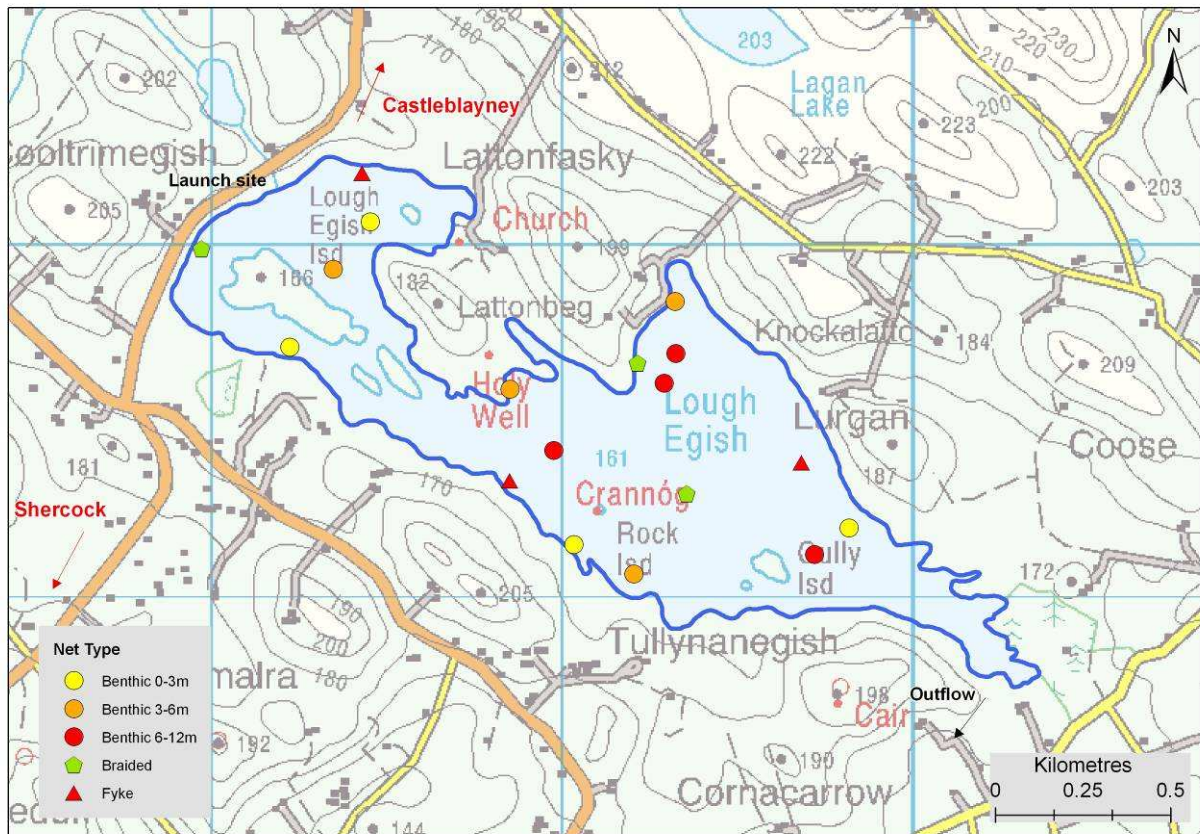 203
N
202
170
190
180
212
Lagan
Lake
210
220
230
200
223
Castleblayney
Cooltrimegish
Lattonfasky
222
Launch site
Lough
Egish
Isd
203
205
Church
199
166
182
Lattonbeg
Knockalatto
184
209
Holy
Well
Lough
Egish
Lurgan
Coose
181
161
187
170
Crannóg
Shercock
Rock
Isd
Gully
Isd
172
205
190
200
Tullynanegish
180
198
Outflow
Cair
192
190
Cornacarrow
144
Net Type
Benthic 0-3m
Benthic 3-6m
Benthic 6-12m
Braided
Fyke
Kilometres
0 0.25 0.5